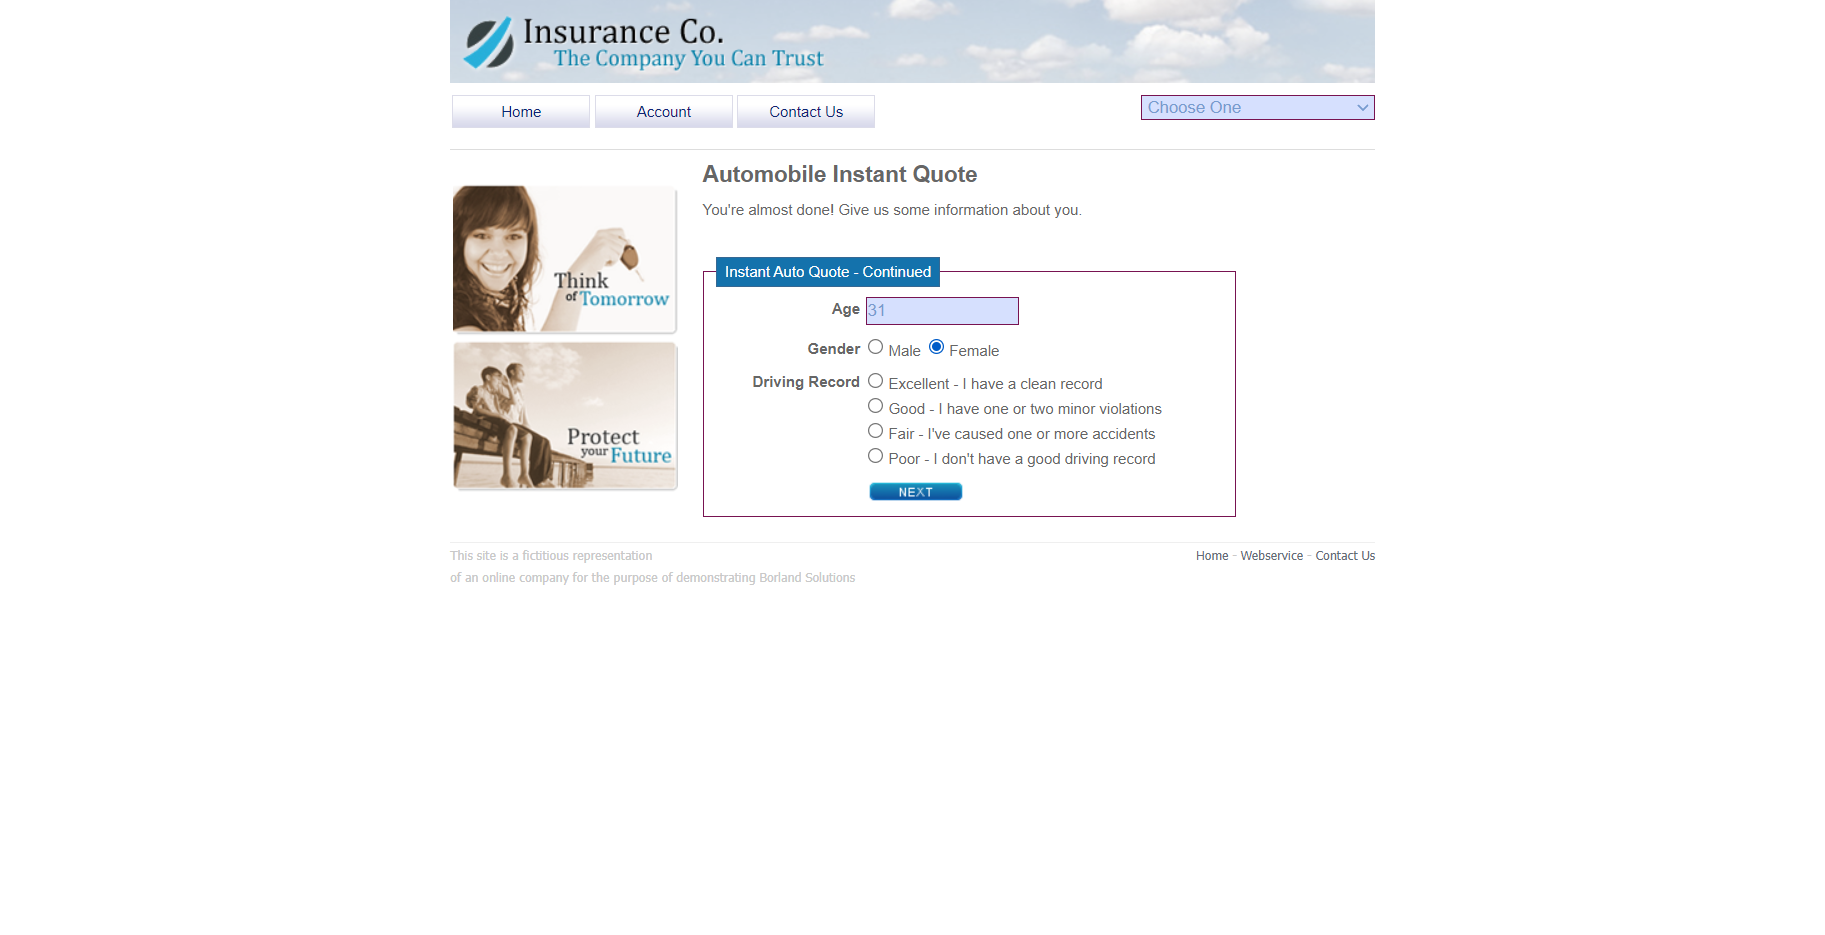 Insurance Co.
The Company You Can Trust
Home
Account
Contact Us
Choose One
Automobile Instant Quote
You're almost done! Give us some information about you.
Think
of Tomorrow
Protect
your Future
Instant Auto Quote - Continued
Age 31
Gender Male Female
Driving Record Excellent - I have a clean record
Good - I have one or two minor violations
Fair - I've caused one or more accidents
Poor - I don't have a good driving record
NEXT
This site is a fictitious representation
of an online company for the purpose of demonstrating Borland Solutions
Home - Webservice - Contact Us